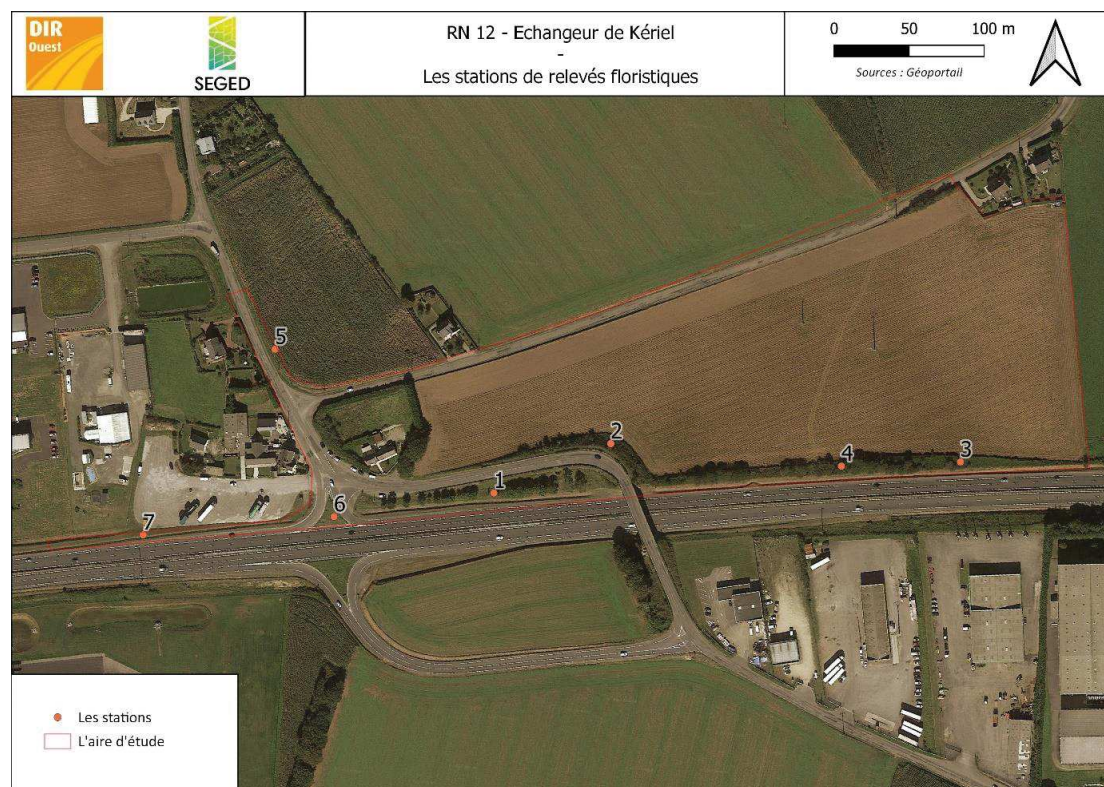 DIR
Ouest
SEGED
RN 12 - Echangeur de Kériel
-
Les stations de relevés floristiques
0 50 100 m
Sources : Géoportail
5
2
4
3
1
6
7
Les stations
L'aire d'étude